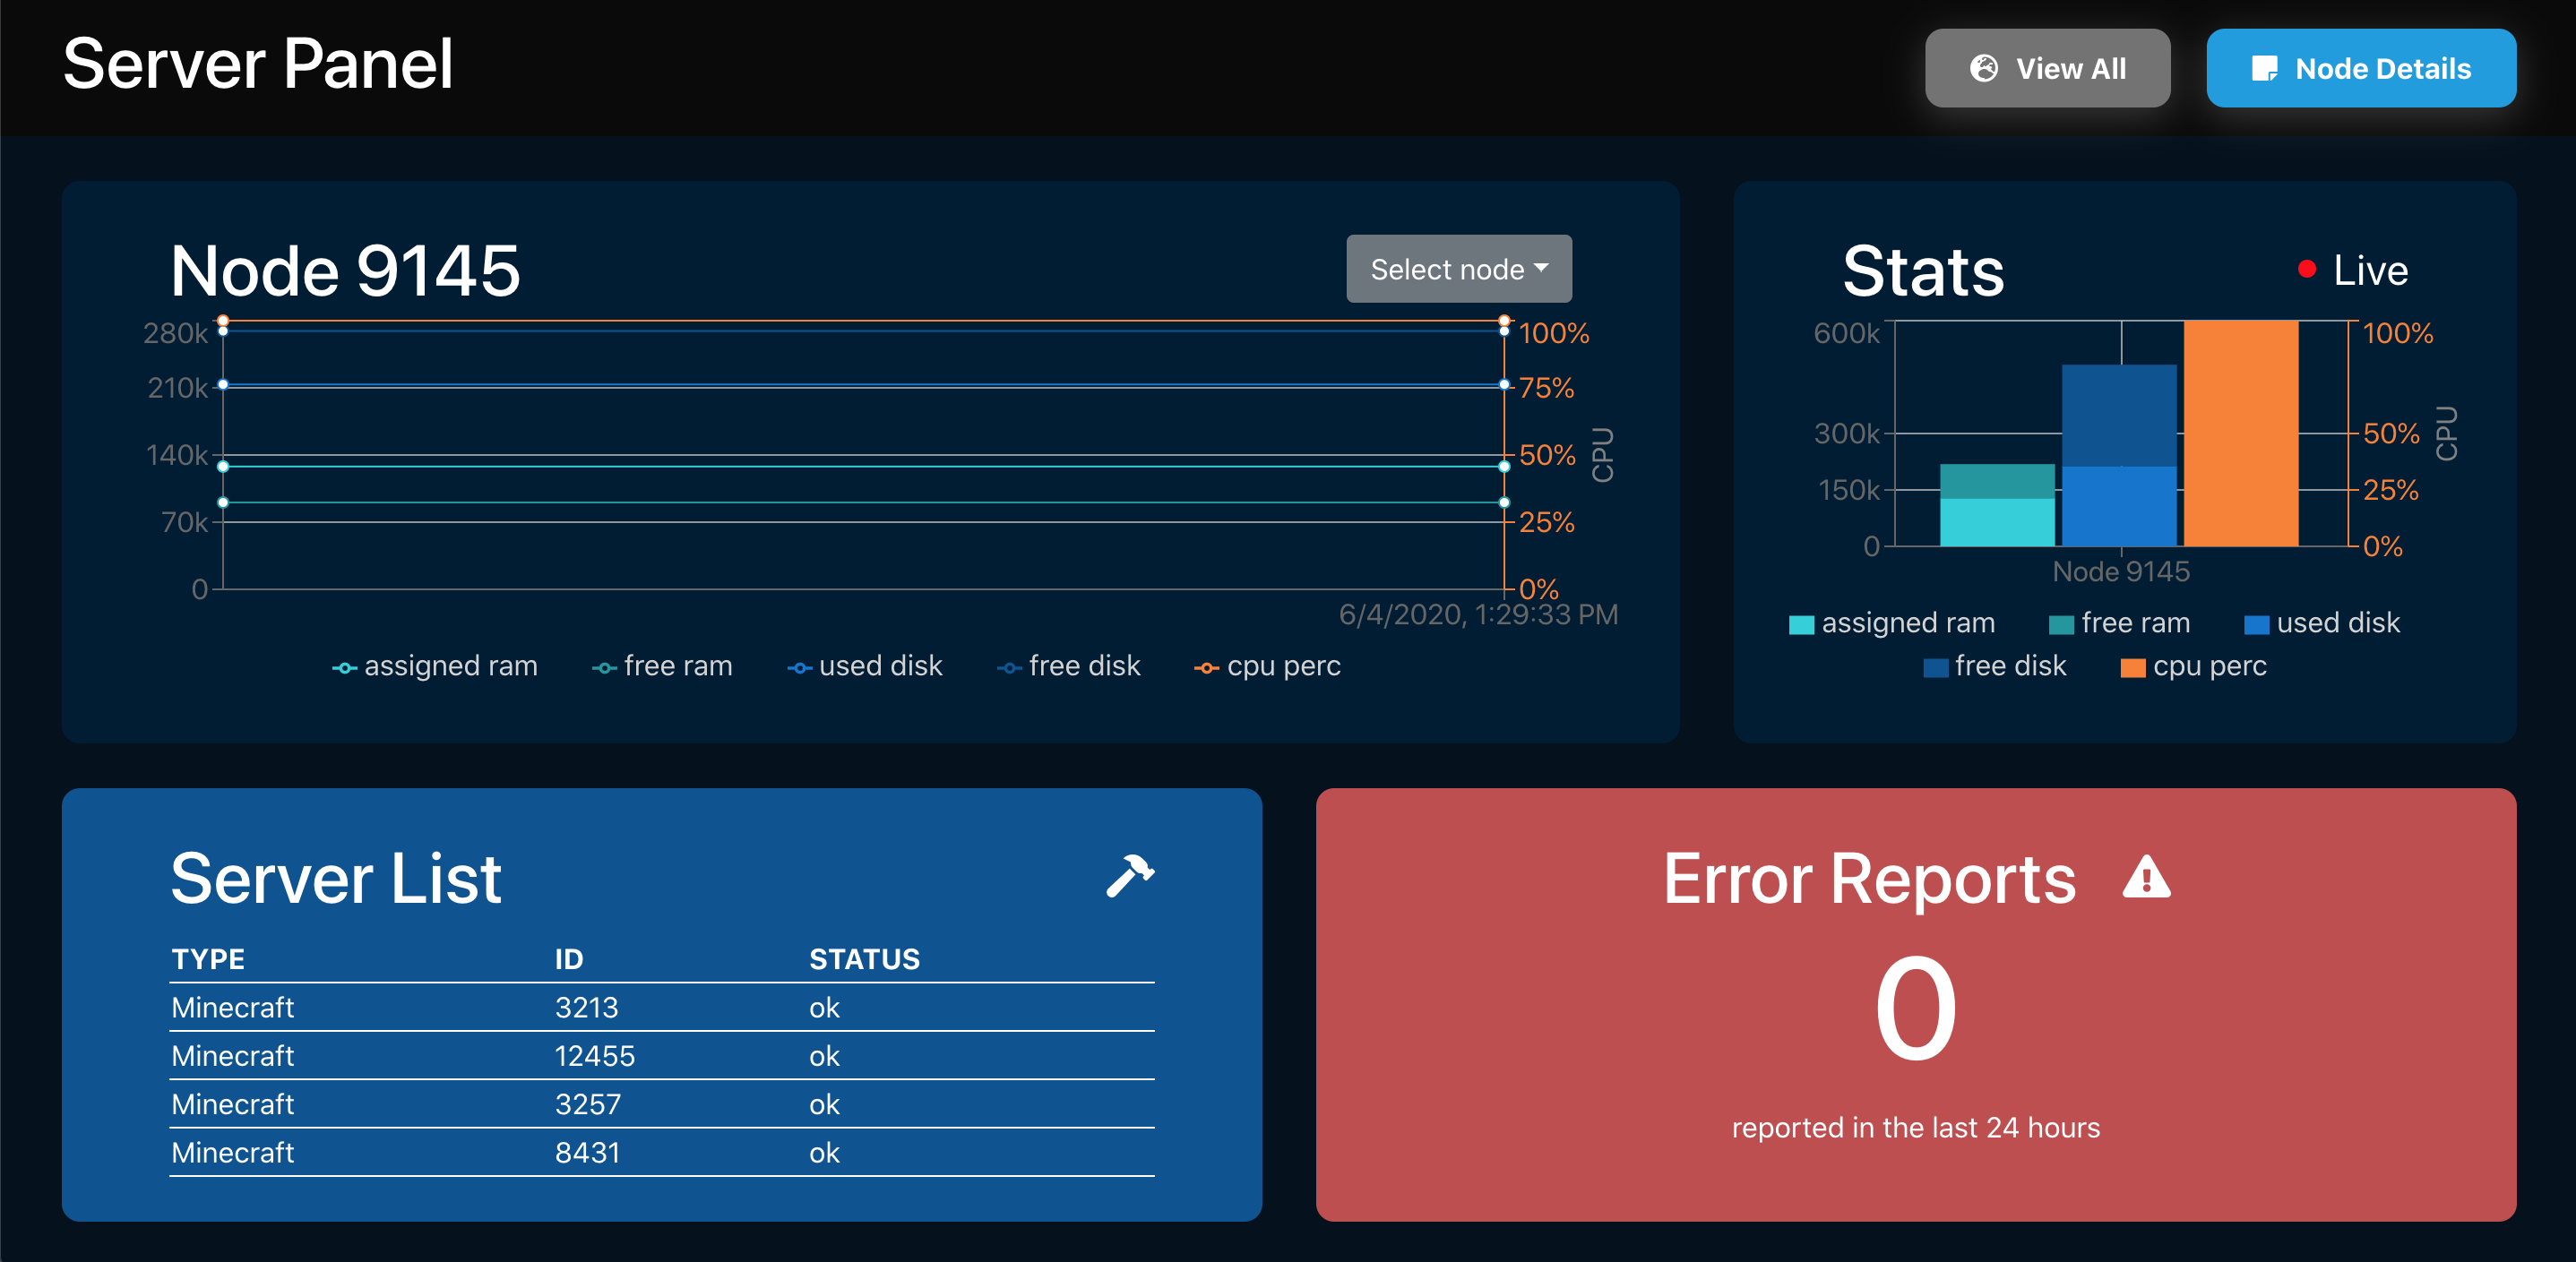 Server Panel
View All
Node Details
Node 9145
Select node
280k
210k
140k
70k
0
100%
75%
50%
25%
0%
CPU
6/4/2020, 1:29:33 PM
assigned ram free ram used disk free disk cpu perc
Stats
Live
600k
300k
150k
0
100%
50%
25%
0%
CPU
Node 9145
assigned ram free ram used disk
free disk cpu perc
Server List
TYPE ID STATUS
Minecraft 3213 ok
Minecraft 12455 ok
Minecraft 3257 ok
Minecraft 8431 ok
Error Reports
0
reported in the last 24 hours